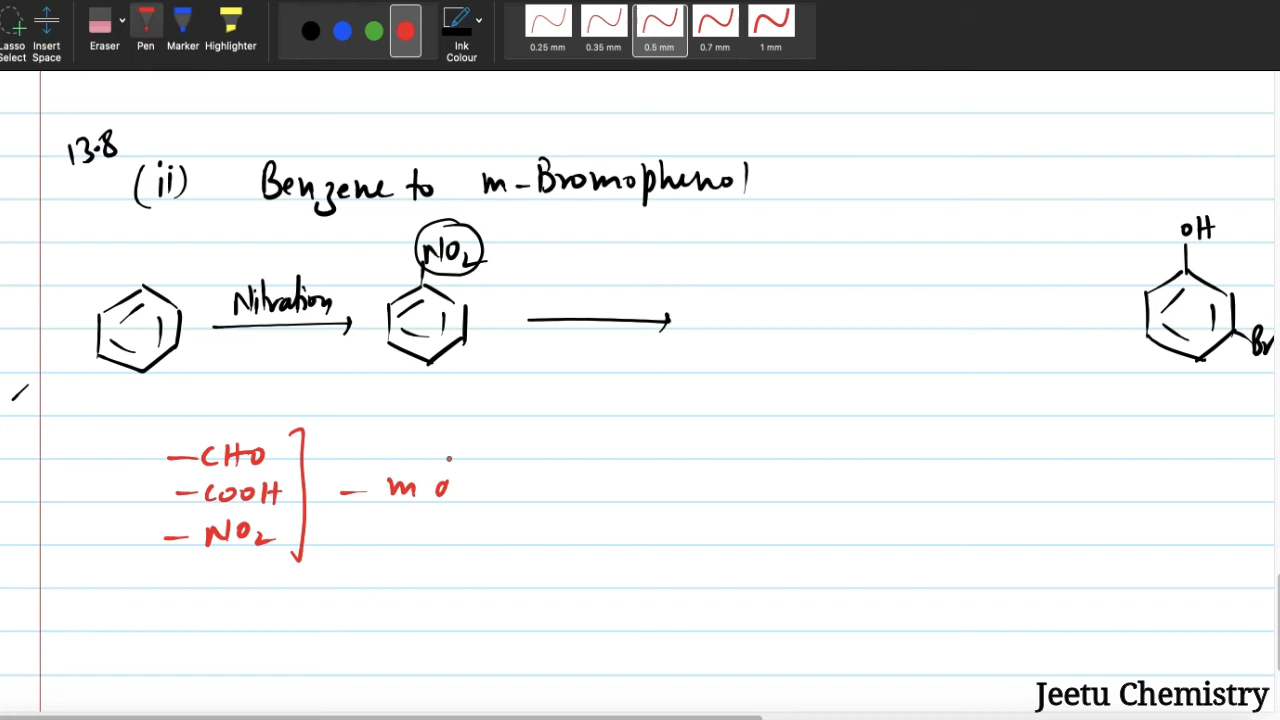 Lasso Select
Insert Space
Eraser
Pen
Marker
Highlighter
Ink Colour
0.25 mm
0.35 mm
0.5 mm
0.7 mm
1 mm
13.8
(ii) Benzene to m-Bromophenol
NO2
Nitration
OH
Br
-CHO
-COOH
-NO2
- m o
Jeetu Chemistry